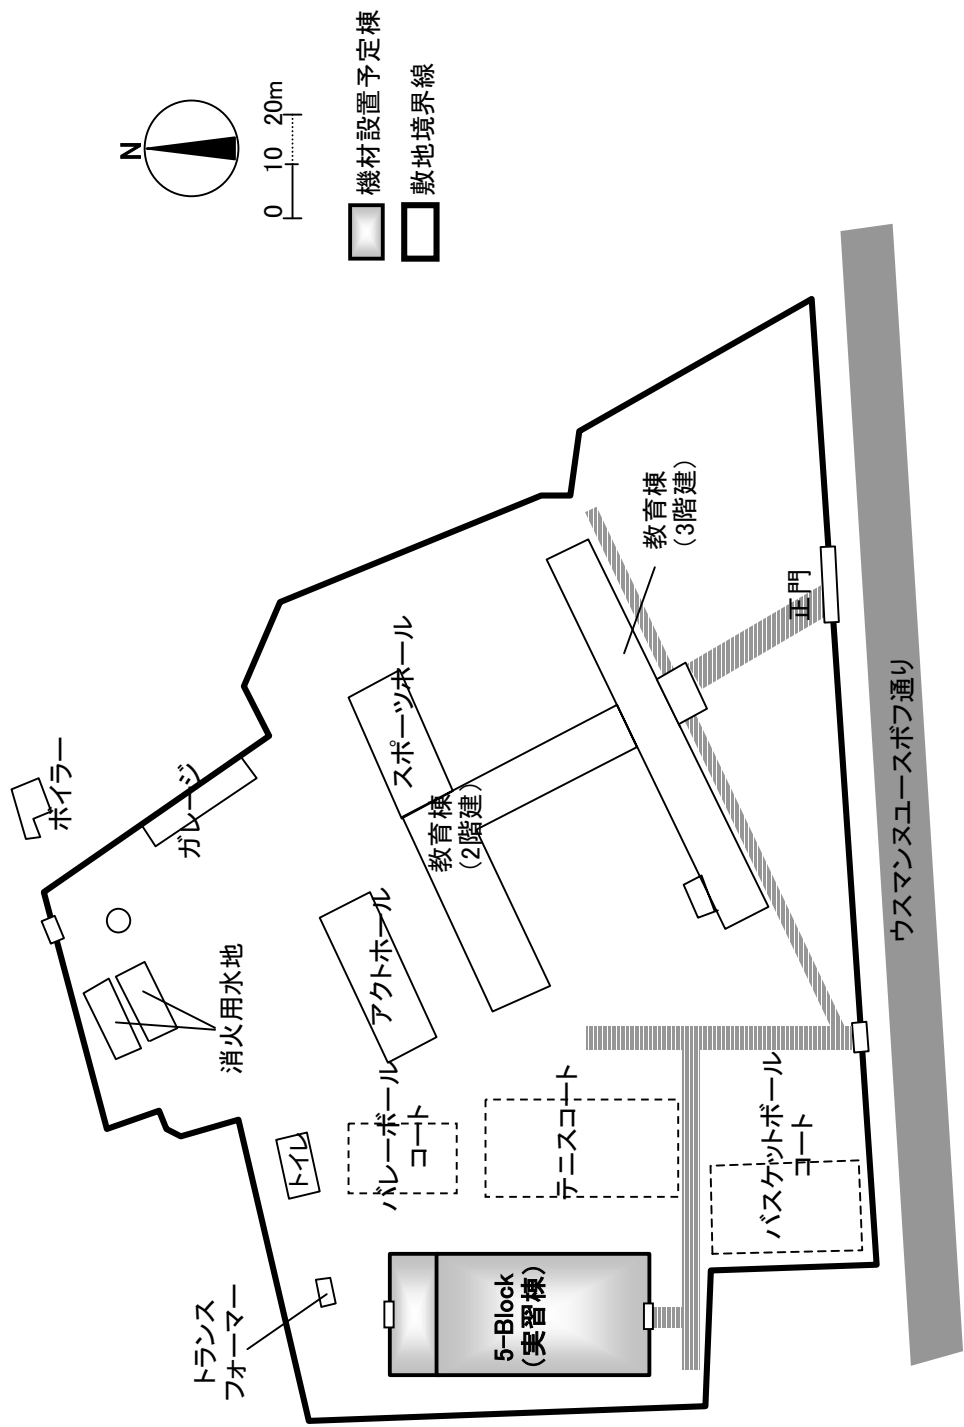 N
0 10 20m
機材設置予定棟
敷地境界線
ボイラー
ガレージ
消火用水地
スポーツホール
教育棟
（2階建）
教育棟
（3階建）
アクトホール
正門
ウスマンヌユースボフ通り
トイレ
バレーボール
コート
テニスコート
バスケットボール
コート
トランス
フォーマー
5-Block
（実習棟）